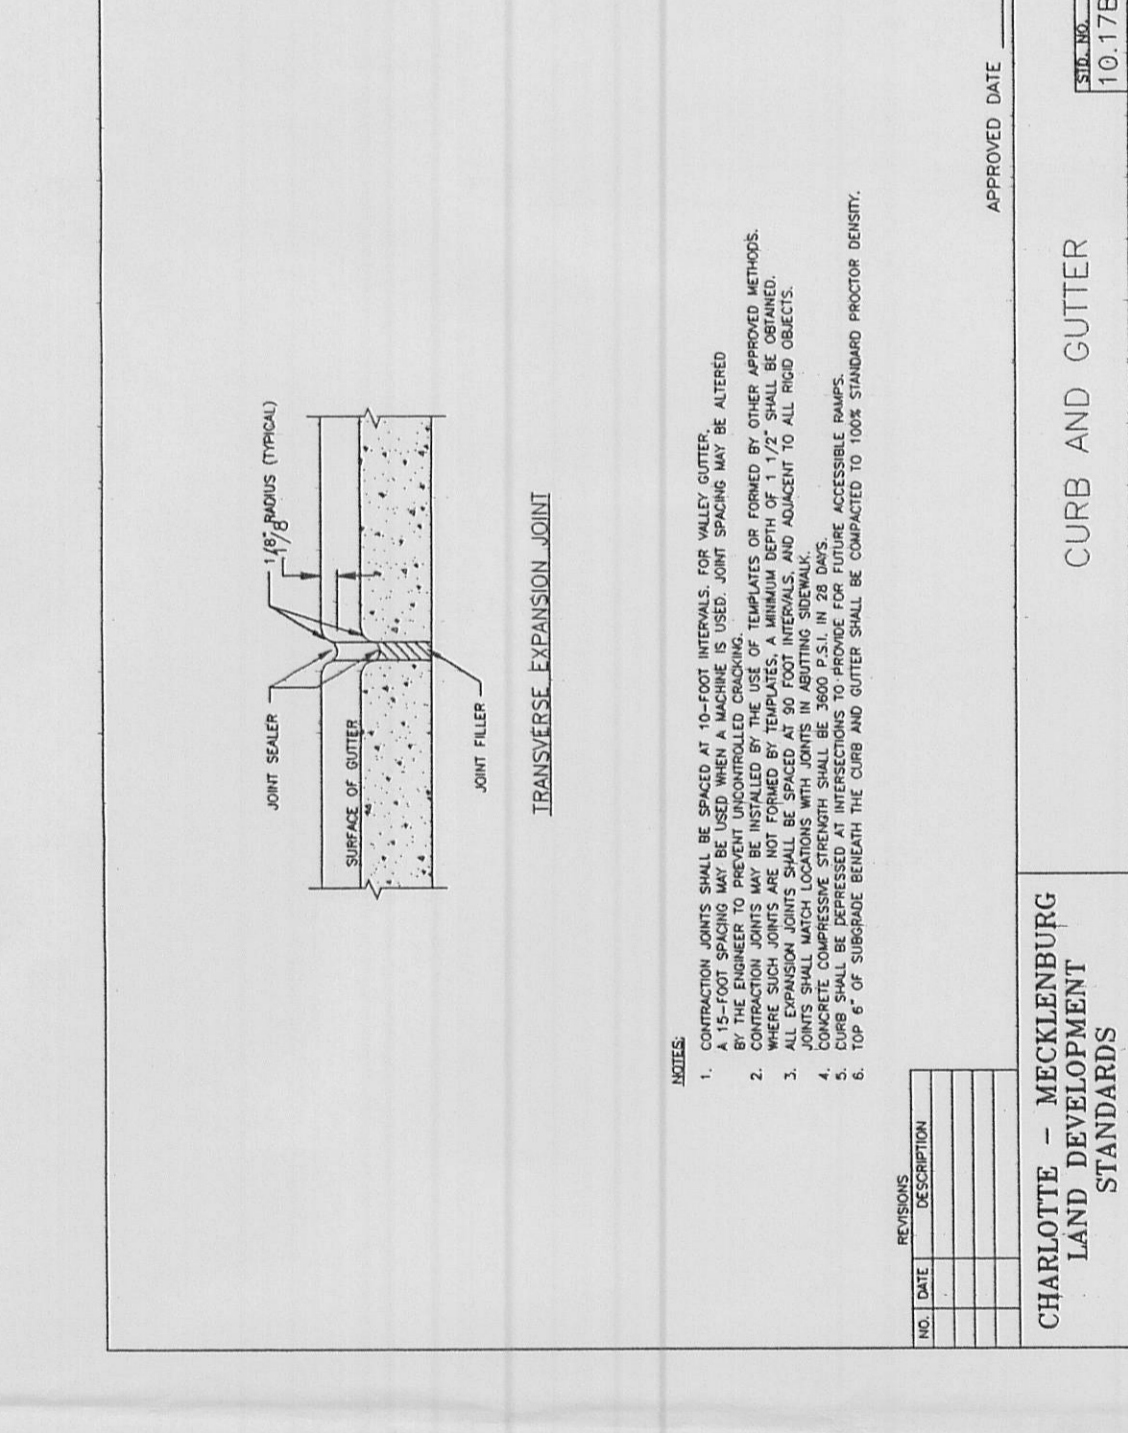 1/8" RADIUS (TYPICAL)
1/8"
JOINT SEALER
SURFACE OF GUTTER
JOINT FILLER
TRANSVERSE EXPANSION JOINT
NOTES:
1. CONTRACTION JOINTS SHALL BE SPACED AT 10-FOOT INTERVALS. FOR VALLEY GUTTER,
A 15-FOOT SPACING MAY BE USED WHEN A MACHINE IS USED. JOINT SPACING MAY BE ALTERED
BY THE ENGINEER TO PREVENT UNCONTROLLED CRACKING.
2. CONTRACTION JOINTS MAY BE INSTALLED BY THE USE OF TEMPLATES OR FORMED BY OTHER APPROVED METHODS.
WHERE SUCH JOINTS ARE NOT FORMED BY TEMPLATES, A MINIMUM DEPTH OF 1 1/2" SHALL BE OBTAINED.
3. ALL EXPANSION JOINTS SHALL BE SPACED AT 90 FOOT INTERVALS, AND ADJACENT TO ALL RIGID OBJECTS.
JOINTS SHALL MATCH LOCATIONS WITH JOINTS IN ABUTTING SIDEWALK.
4. CONCRETE COMPRESSIVE STRENGTH SHALL BE 3600 P.S.I. IN 28 DAYS.
5. CURB SHALL BE DEPRESSED AT INTERSECTIONS TO PROVIDE FOR FUTURE ACCESSIBLE RAMPS.
6. TOP 6" OF SUBGRADE BENEATH THE CURB AND GUTTER SHALL BE COMPACTED TO 100% STANDARD PROCTOR DENSITY.
REVISIONS
NO. DATE DESCRIPTION
APPROVED DATE
CHARLOTTE - MECKLENBURG
LAND DEVELOPMENT
STANDARDS
CURB AND GUTTER
STD. NO.
10.17B